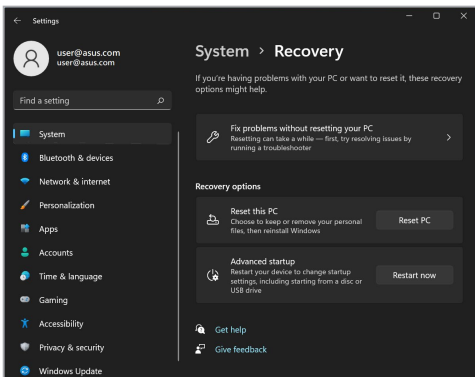 Settings
user@asus.com
user@asus.com
Find a setting
System
Bluetooth & devices
Network & internet
Personalization
Apps
Accounts
Time & language
Gaming
Accessibility
Privacy & security
Windows Update
System > Recovery
If you're having problems with your PC or want to reset it, these recovery
options might help.
Fix problems without resetting your PC
Resetting can take a while — first, try resolving issues by
running a troubleshooter
Recovery options
Reset this PC
Choose to keep or remove your personal
files, then reinstall Windows
Reset PC
Advanced startup
Restart your device to change startup
settings, including starting from a disc or
USB drive
Restart now
Get help
Give feedback